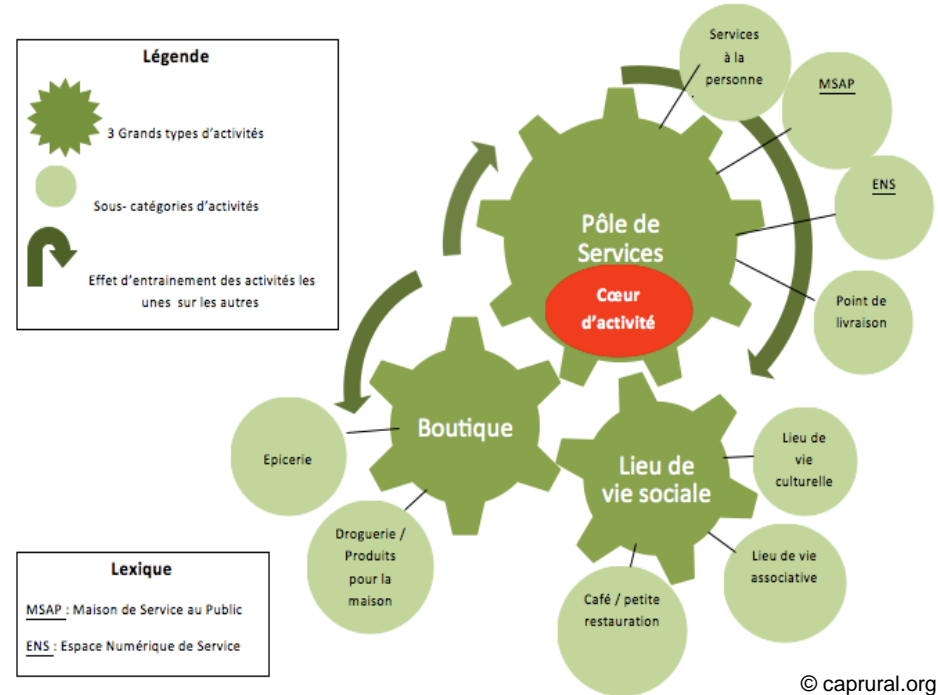 Légende
3 Grands types d'activités
Sous- catégories d'activités
Effet d'entrainement des activités les
unes sur les autres
Services
à la
personne
MSAP
ENS
Point de
livraison
Pôle de
Services
Cœur
d'activité
Boutique
Epicerie
Droguerie /
Produits
pour la
maison
Lieu de
vie sociale
Lieu de
vie
culturelle
Lieu de vie
associative
Café / petite
restauration
Lexique
MSAP : Maison de Service au Public
ENS : Espace Numérique de Service
© caprural.org